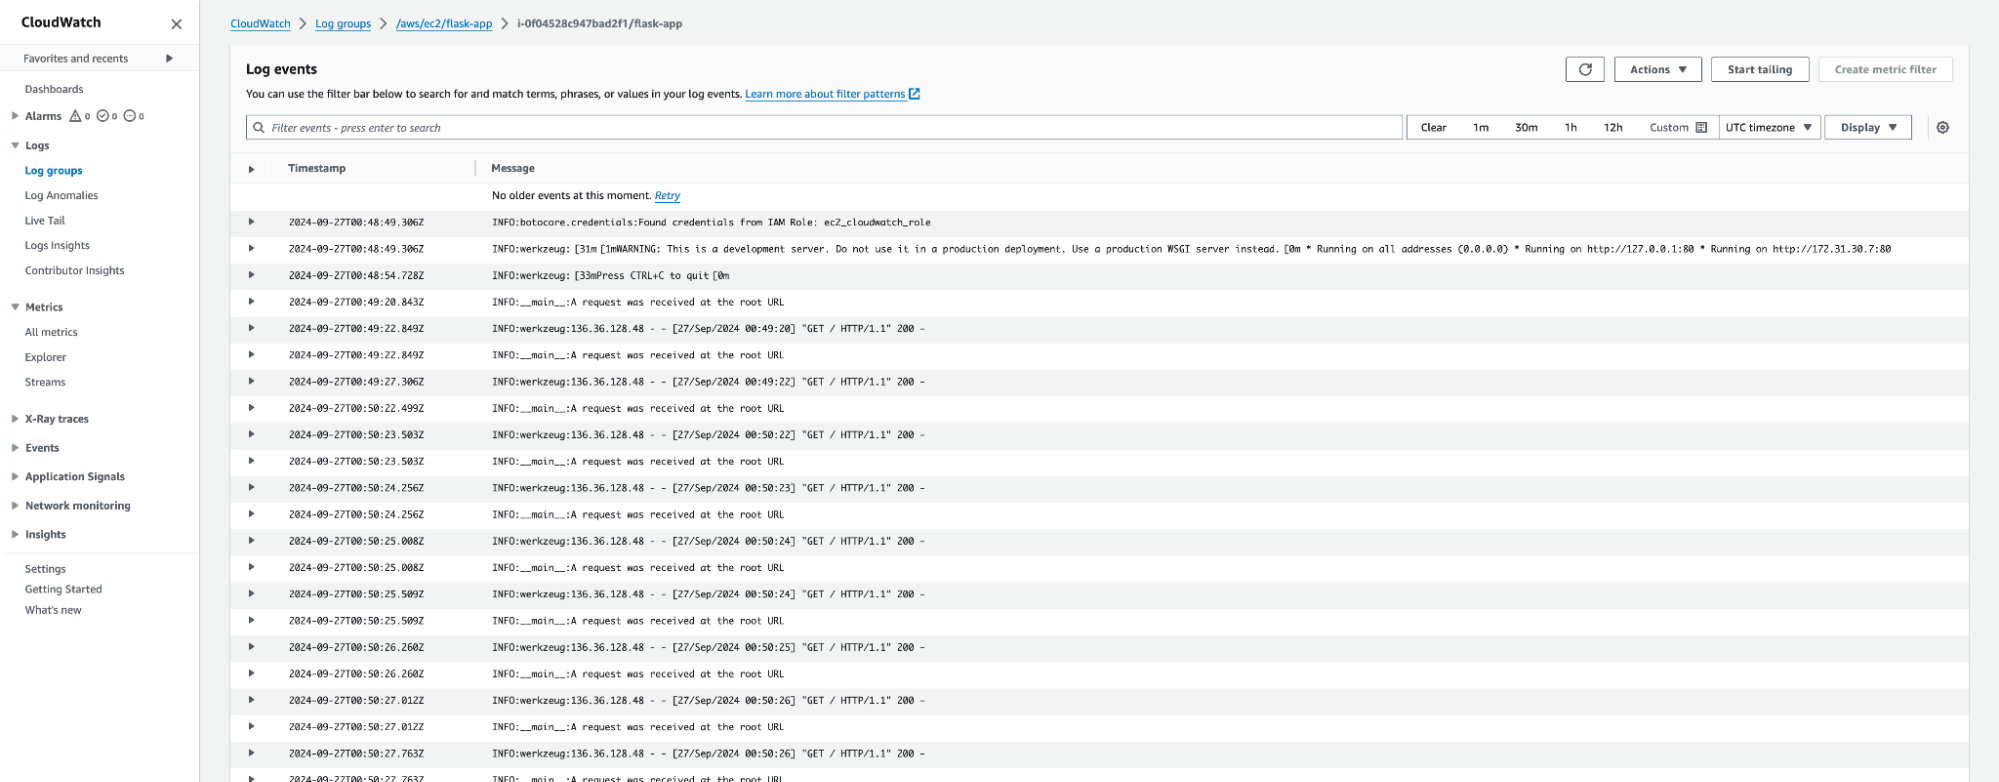 CloudWatch
Favorites and recents
Dashboards
Alarms 0 0 0
Logs
Log groups
Log Anomalies
Live Tail
Logs Insights
Contributor Insights
Metrics
All metrics
Explorer
Streams
X-Ray traces
Events
Application Signals
Network monitoring
Insights
Settings
Getting Started
What's new
CloudWatch > Log groups > /aws/ec2/flask-app > i-0f04528c947bad2f1/flask-app
Log events
Actions Start tailing Create metric filter
You can use the filter bar below to search for and match terms, phrases, or values in your log events. Learn more about filter patterns
Filter events - press enter to search
Clear 1m 30m 1h 12h Custom UTC timezone Display
Timestamp Message
No older events at this moment. Retry
2024-09-27T00:48:49.306Z INFO:botocore.credentials:Found credentials from IAM Role: ec2_cloudwatch_role
2024-09-27T00:48:49.306Z INFO:werkzeug: [31m [1mWARNING: This is a development server. Do not use it in a production deployment. Use a production WSGI server instead. [0m * Running on all addresses (0.0.0.0) * Running on http://127.0.0.1:80 * Running on http://172.31.30.7:80
2024-09-27T00:48:54.728Z INFO:werkzeug: [33mPress CTRL+C to quit [0m
2024-09-27T00:49:20.843Z INFO:__main__:A request was received at the root URL
2024-09-27T00:49:22.849Z INFO:werkzeug:136.36.128.48 - - [27/Sep/2024 00:49:20] "GET / HTTP/1.1" 200 -
2024-09-27T00:49:22.849Z INFO:__main__:A request was received at the root URL
2024-09-27T00:49:27.306Z INFO:werkzeug:136.36.128.48 - - [27/Sep/2024 00:49:22] "GET / HTTP/1.1" 200 -
2024-09-27T00:50:22.499Z INFO:__main__:A request was received at the root URL
2024-09-27T00:50:23.503Z INFO:werkzeug:136.36.128.48 - - [27/Sep/2024 00:50:22] "GET / HTTP/1.1" 200 -
2024-09-27T00:50:23.503Z INFO:__main__:A request was received at the root URL
2024-09-27T00:50:24.256Z INFO:werkzeug:136.36.128.48 - - [27/Sep/2024 00:50:23] "GET / HTTP/1.1" 200 -
2024-09-27T00:50:24.256Z INFO:__main__:A request was received at the root URL
2024-09-27T00:50:25.008Z INFO:werkzeug:136.36.128.48 - - [27/Sep/2024 00:50:24] "GET / HTTP/1.1" 200 -
2024-09-27T00:50:25.008Z INFO:__main__:A request was received at the root URL
2024-09-27T00:50:25.509Z INFO:werkzeug:136.36.128.48 - - [27/Sep/2024 00:50:24] "GET / HTTP/1.1" 200 -
2024-09-27T00:50:25.509Z INFO:__main__:A request was received at the root URL
2024-09-27T00:50:26.260Z INFO:werkzeug:136.36.128.48 - - [27/Sep/2024 00:50:25] "GET / HTTP/1.1" 200 -
2024-09-27T00:50:26.260Z INFO:__main__:A request was received at the root URL
2024-09-27T00:50:27.012Z INFO:werkzeug:136.36.128.48 - - [27/Sep/2024 00:50:26] "GET / HTTP/1.1" 200 -
2024-09-27T00:50:27.012Z INFO:__main__:A request was received at the root URL
2024-09-27T00:50:27.763Z INFO:werkzeug:136.36.128.48 - - [27/Sep/2024 00:50:26] "GET / HTTP/1.1" 200 -
2024-09-27T00:50:27.763Z INFO:__main__:A request was received at the root URL